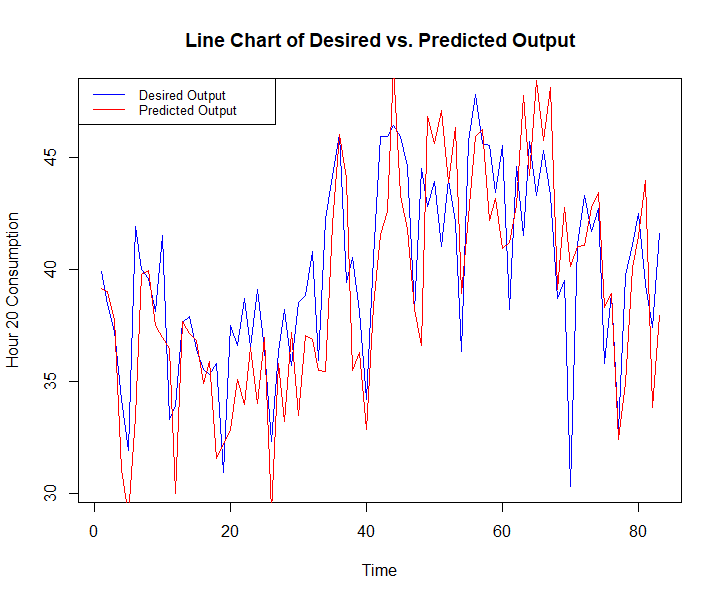 Line Chart of Desired vs. Predicted Output
Desired Output
Predicted Output
Hour 20 Consumption
45
40
35
30
0 20 40 60 80
Time